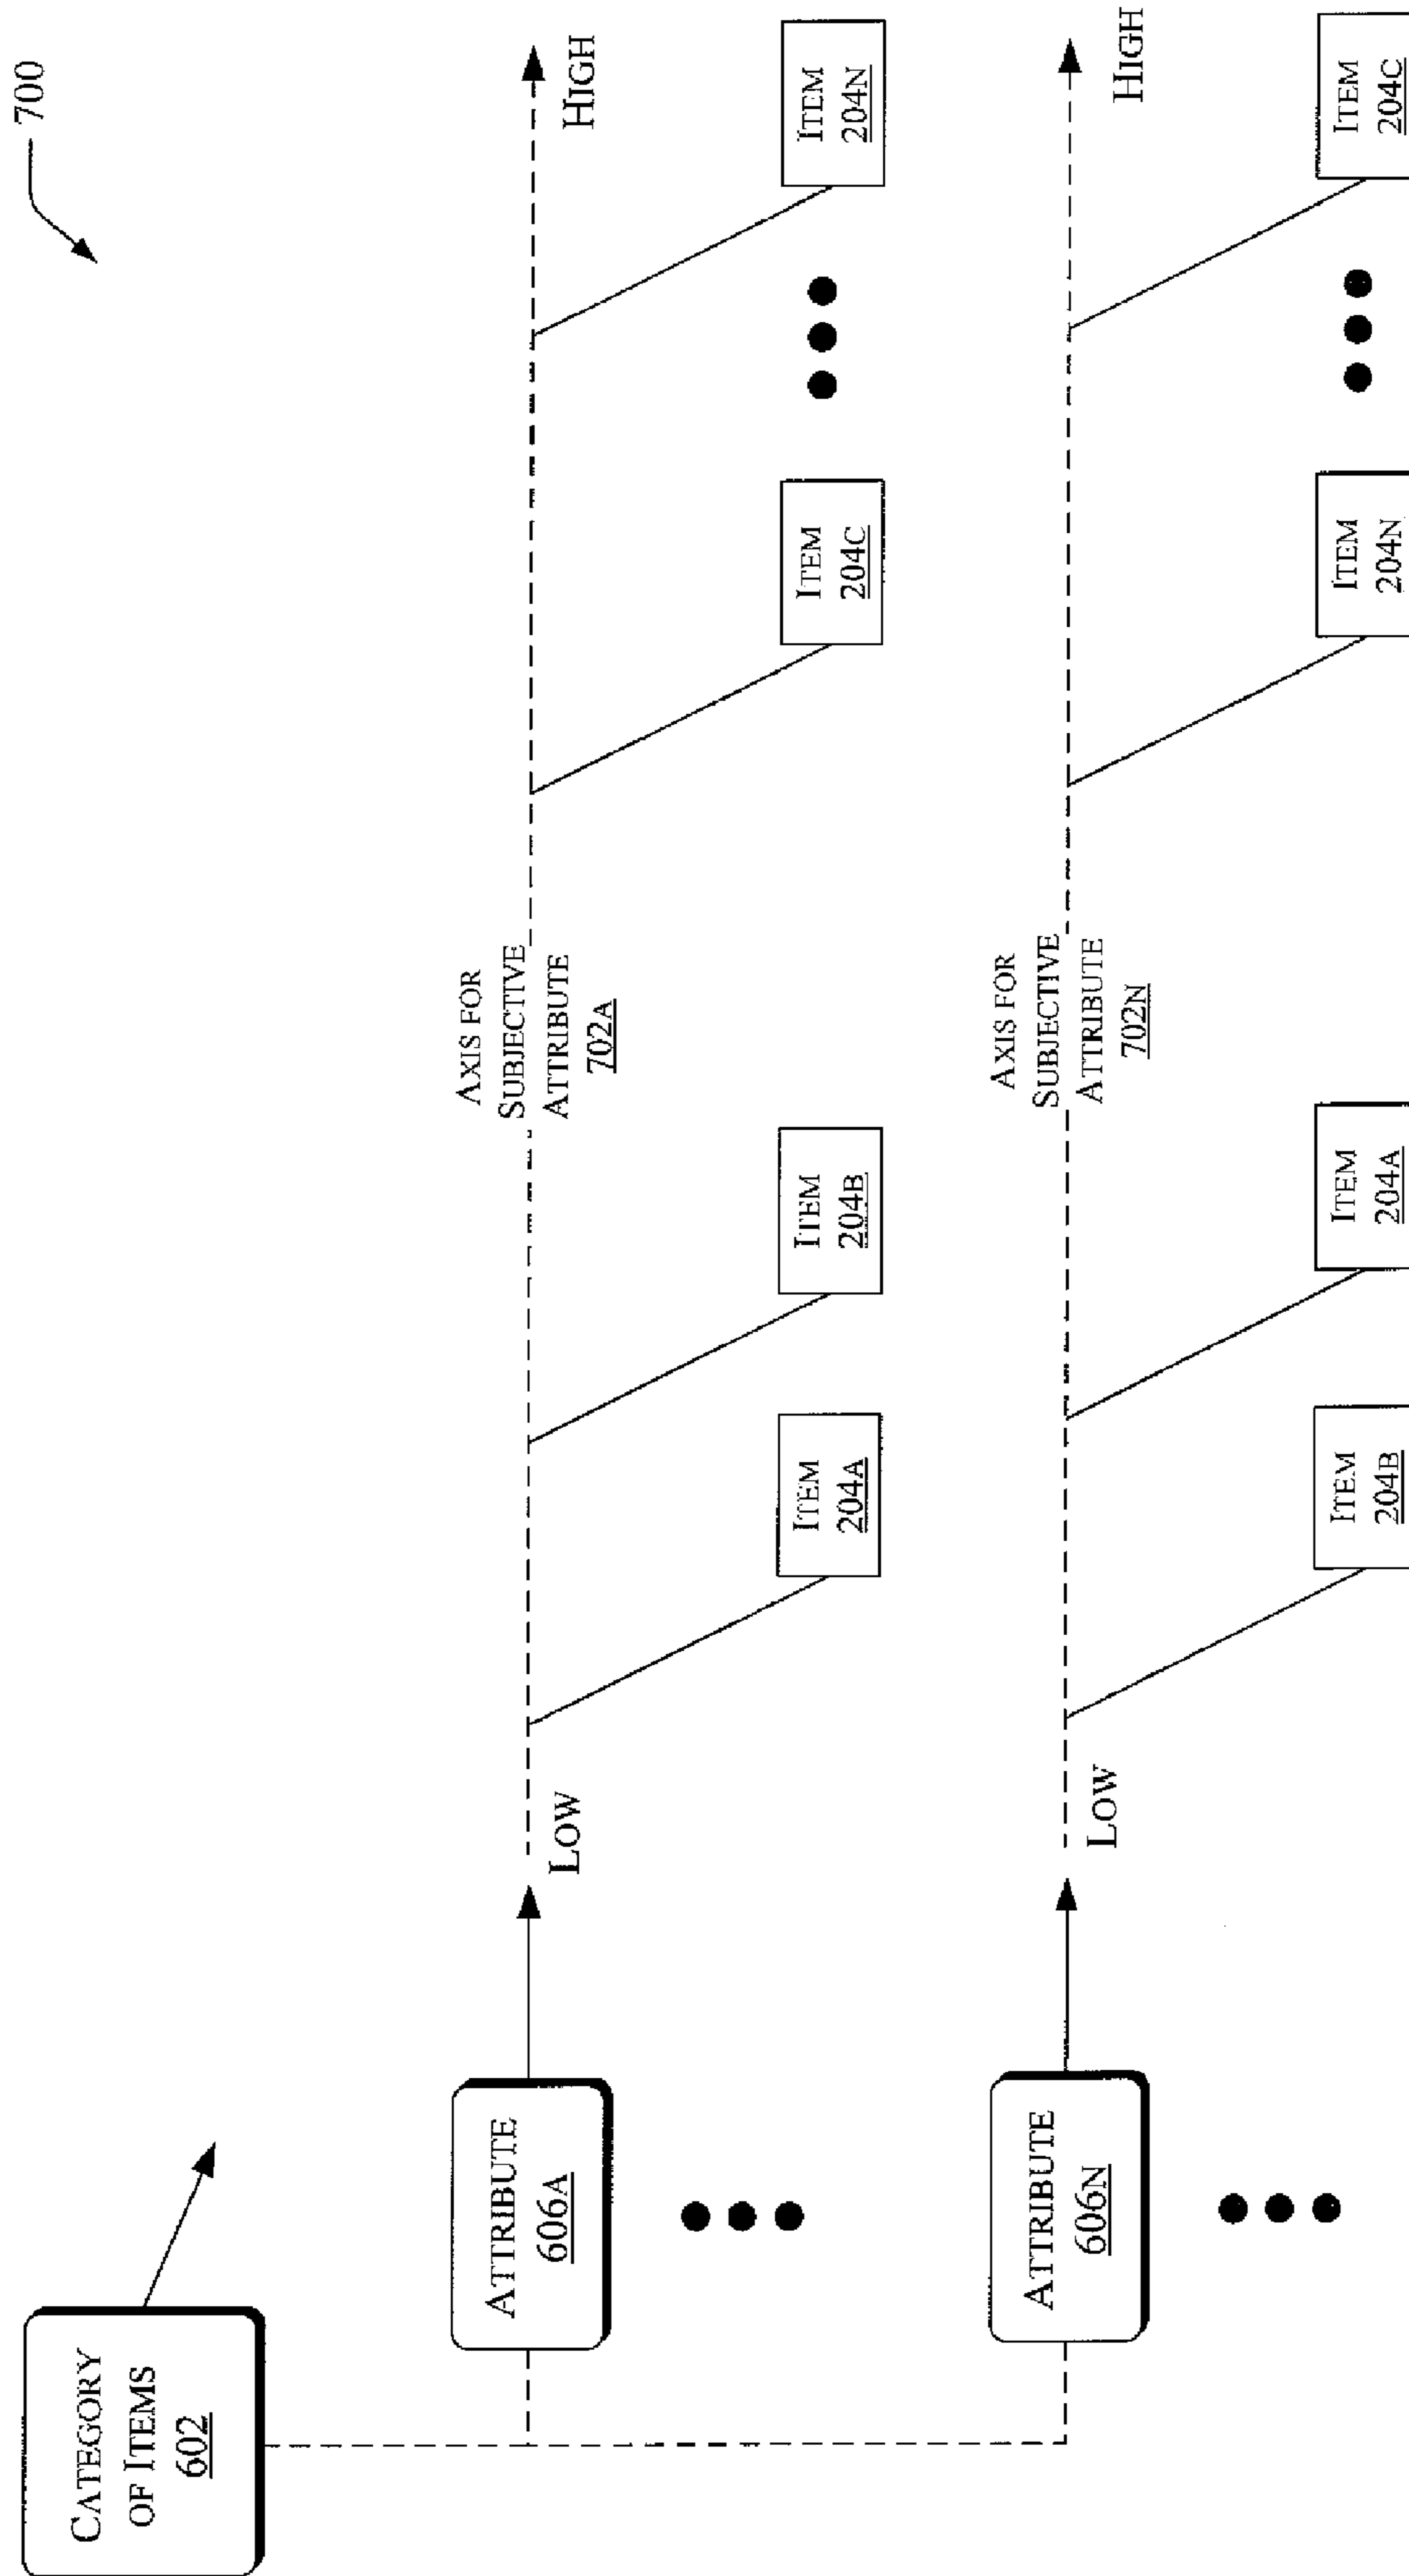 700
CATEGORY
OF ITEMS
602
ATTRIBUTE
606A
LOW
AXIS FOR
SUBJECTIVE
ATTRIBUTE
702A
HIGH
ITEM
204A
ITEM
204B
ITEM
204C
ITEM
204N
ATTRIBUTE
606N
LOW
AXIS FOR
SUBJECTIVE
ATTRIBUTE
702N
HIGH
ITEM
204B
ITEM
204A
ITEM
204N
ITEM
204C